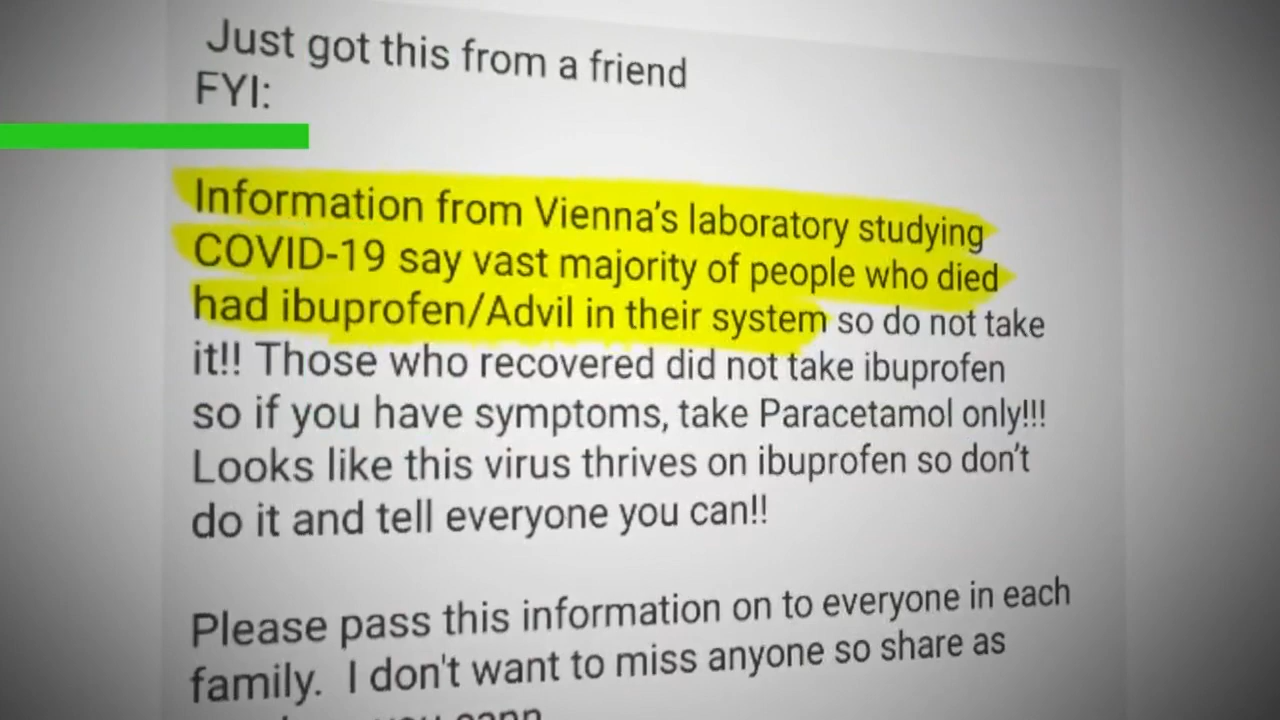 Just got this from a friend
FYI:
Information from Vienna's laboratory studying
COVID-19 say vast majority of people who died
had ibuprofen/Advil in their system so do not take
it!! Those who recovered did not take ibuprofen
so if you have symptoms, take Paracetamol only!!!
Looks like this virus thrives on ibuprofen so don't
do it and tell everyone you can!!
Please pass this information on to everyone in each
family. I don't want to miss anyone so share as